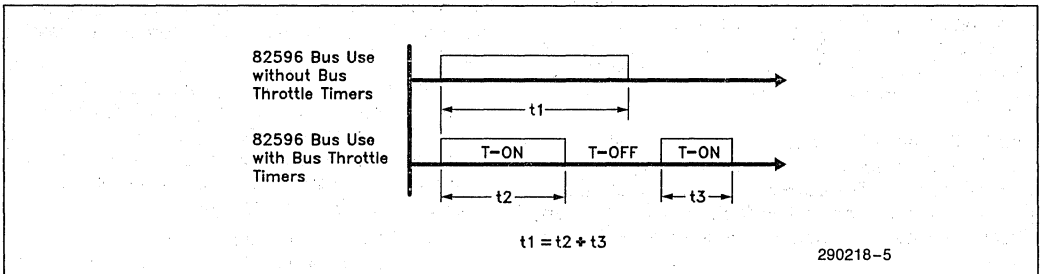 82596 Bus Use
without Bus
Throttle Timers
t1
82596 Bus Use
with Bus Throttle
Timers
T-ON
T-OFF
T-ON
t2
t3
t1 = t2 + t3
290218-5